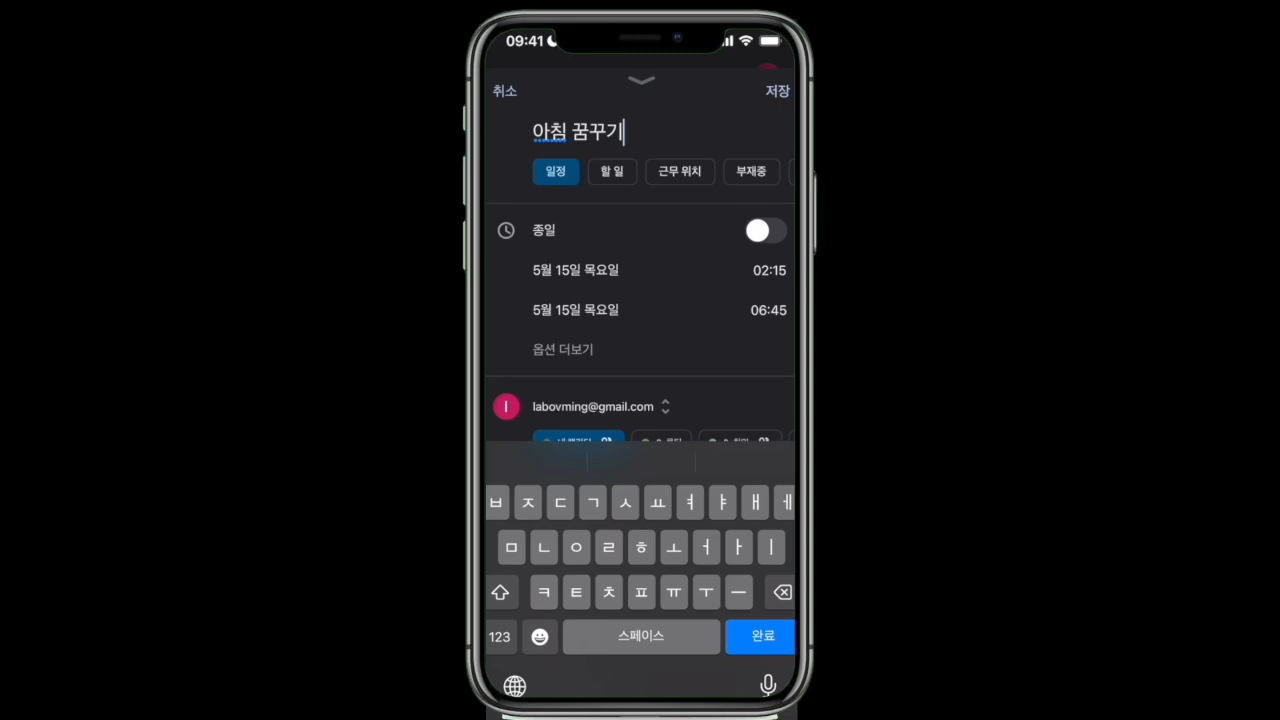 09:41
취소 저장
아침 꿈꾸기
일정 할 일 근무 위치 부재중
종일
5월 15일 목요일 02:15
5월 15일 목요일 06:45
옵션 더보기
l labovming@gmail.com
ㅂ ㅈ ㄷ ㄱ ㅅ ㅛ ㅕ ㅑ ㅐ ㅔ
ㅁ ㄴ ㅇ ㄹ ㅎ ㅗ ㅓ ㅏ ㅣ
ㅋ ㅌ ㅊ ㅍ ㅠ ㅜ ㅡ
123 스페이스 완료